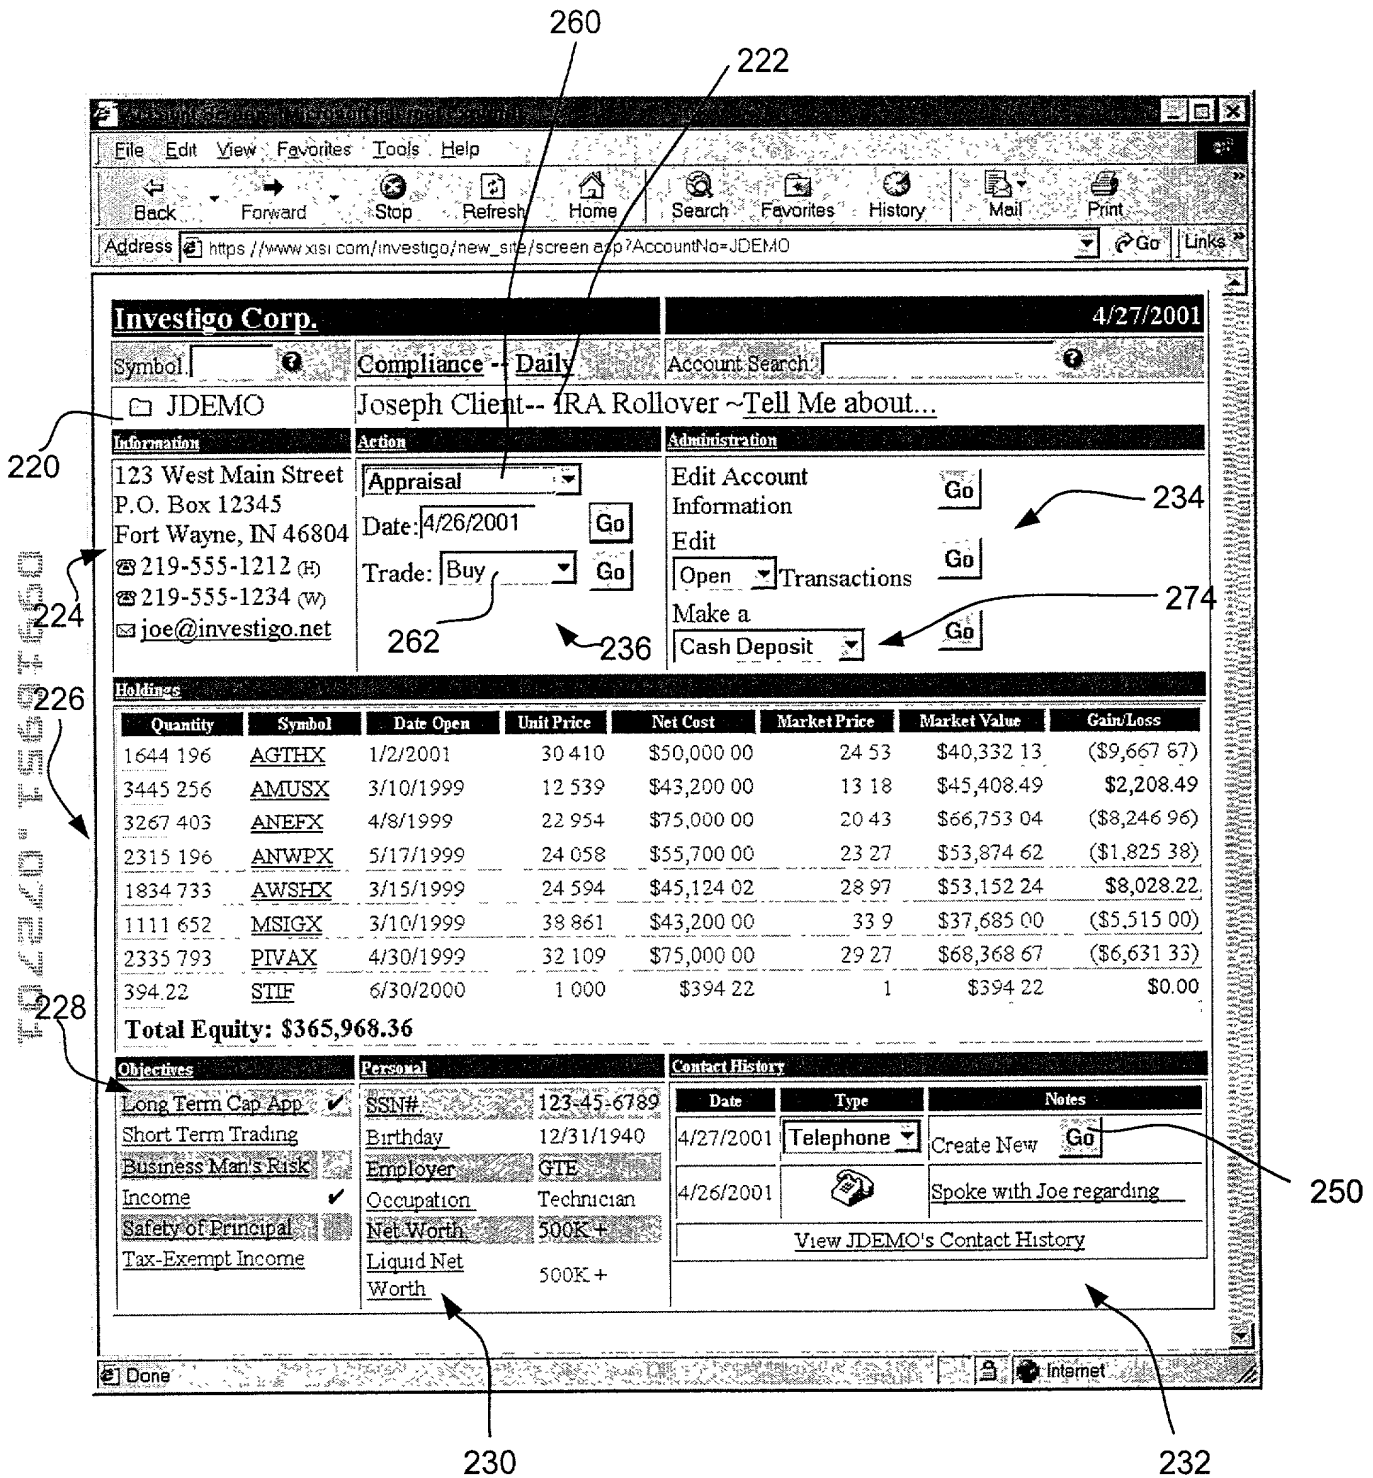 260
222
File Edit View Favorites Tools Help
Back Forward Stop Refresh Home Search Favorites History Mail Print
Address https://www.xisi.com/investigo/new_site/screen asp?AccountNo=JDEMO Go Links
Investigo Corp. 4/27/2001
Symbol: Compliance -- Daily Account Search:
JDEMO Joseph Client-- IRA Rollover ~Tell Me about...
220
Information Action Administration
123 West Main Street
P.O. Box 12345
Fort Wayne, IN 46804
219-555-1212 (H)
219-555-1234 (W)
joe@investigo.net
224
Appraisal
Date: 4/26/2001 Go
Trade: Buy Go
262
236
Edit Account
Information Go
234
Edit
Open Transactions Go
Make a
Cash Deposit Go
274
226
Holdings
Quantity Symbol Date Open Unit Price Net Cost Market Price Market Value Gain/Loss
1644 196 AGTHX 1/2/2001 30 410 $50,000 00 24 53 $40,332 13 ($9,667 87)
3445 256 AMUSX 3/10/1999 12 539 $43,200 00 13 18 $45,408.49 $2,208.49
3267 403 ANEFX 4/8/1999 22 954 $75,000 00 20 43 $66,753 04 ($8,246 96)
2315 196 ANWPX 5/17/1999 24 058 $55,700 00 23 27 $53,874 62 ($1,825 38)
1834 733 AWSHX 3/15/1999 24 594 $45,124 02 28 97 $53,152 24 $8,028.22
1111 652 MSIGX 3/10/1999 38 861 $43,200 00 33 9 $37,685 00 ($5,515 00)
2335 793 PIVAX 4/30/1999 32 109 $75,000 00 29 27 $68,368 67 ($6,631 33)
394.22 STIF 6/30/2000 1 000 $394 22 1 $394 22 $0.00
Total Equity: $365,968.36
228
Objectives Personal Contact History
Long Term Cap App ✔
Short Term Trading
Business Man's Risk
Income ✔
Safety of Principal
Tax-Exempt Income
SSN# 123-45-6789
Birthday 12/31/1940
Employer GTE
Occupation Technician
Net Worth 500K +
Liquid Net
Worth 500K +
Date Type Notes
4/27/2001 Telephone Create New Go
4/26/2001 Spoke with Joe regarding
View JDEMO's Contact History
250
Done Internet
230
232